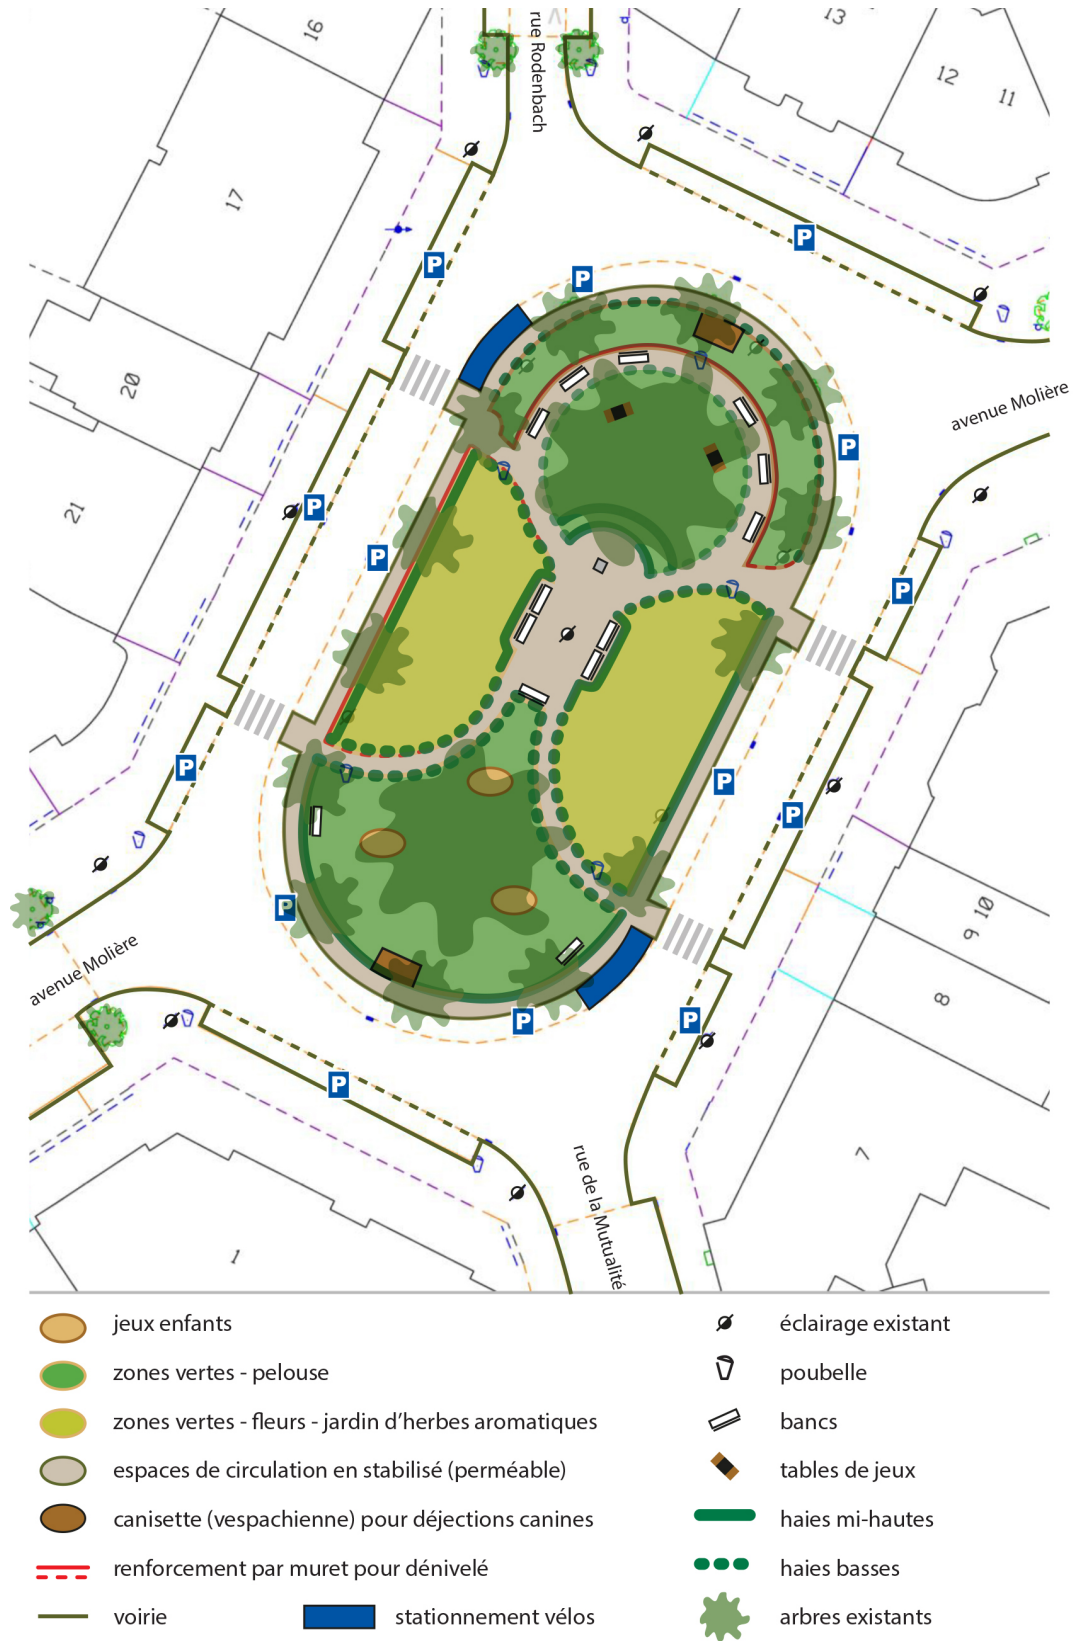 rue Rodenbach
16
13
12
11
17
P
P
P
20
avenue Molière
P
21
P
P
P
P
P
P
9 10
P
avenue Molière
8
P
P
P
7
rue de la Mutualité
1
jeux enfants
zones vertes - pelouse
zones vertes - fleurs - jardin d’herbes aromatiques
espaces de circulation en stabilisé (perméable)
canisette (vespachienne) pour déjections canines
renforcement par muret pour dénivelé
voirie
stationnement vélos
éclairage existant
poubelle
bancs
tables de jeux
haies mi-hautes
haies basses
arbres existants